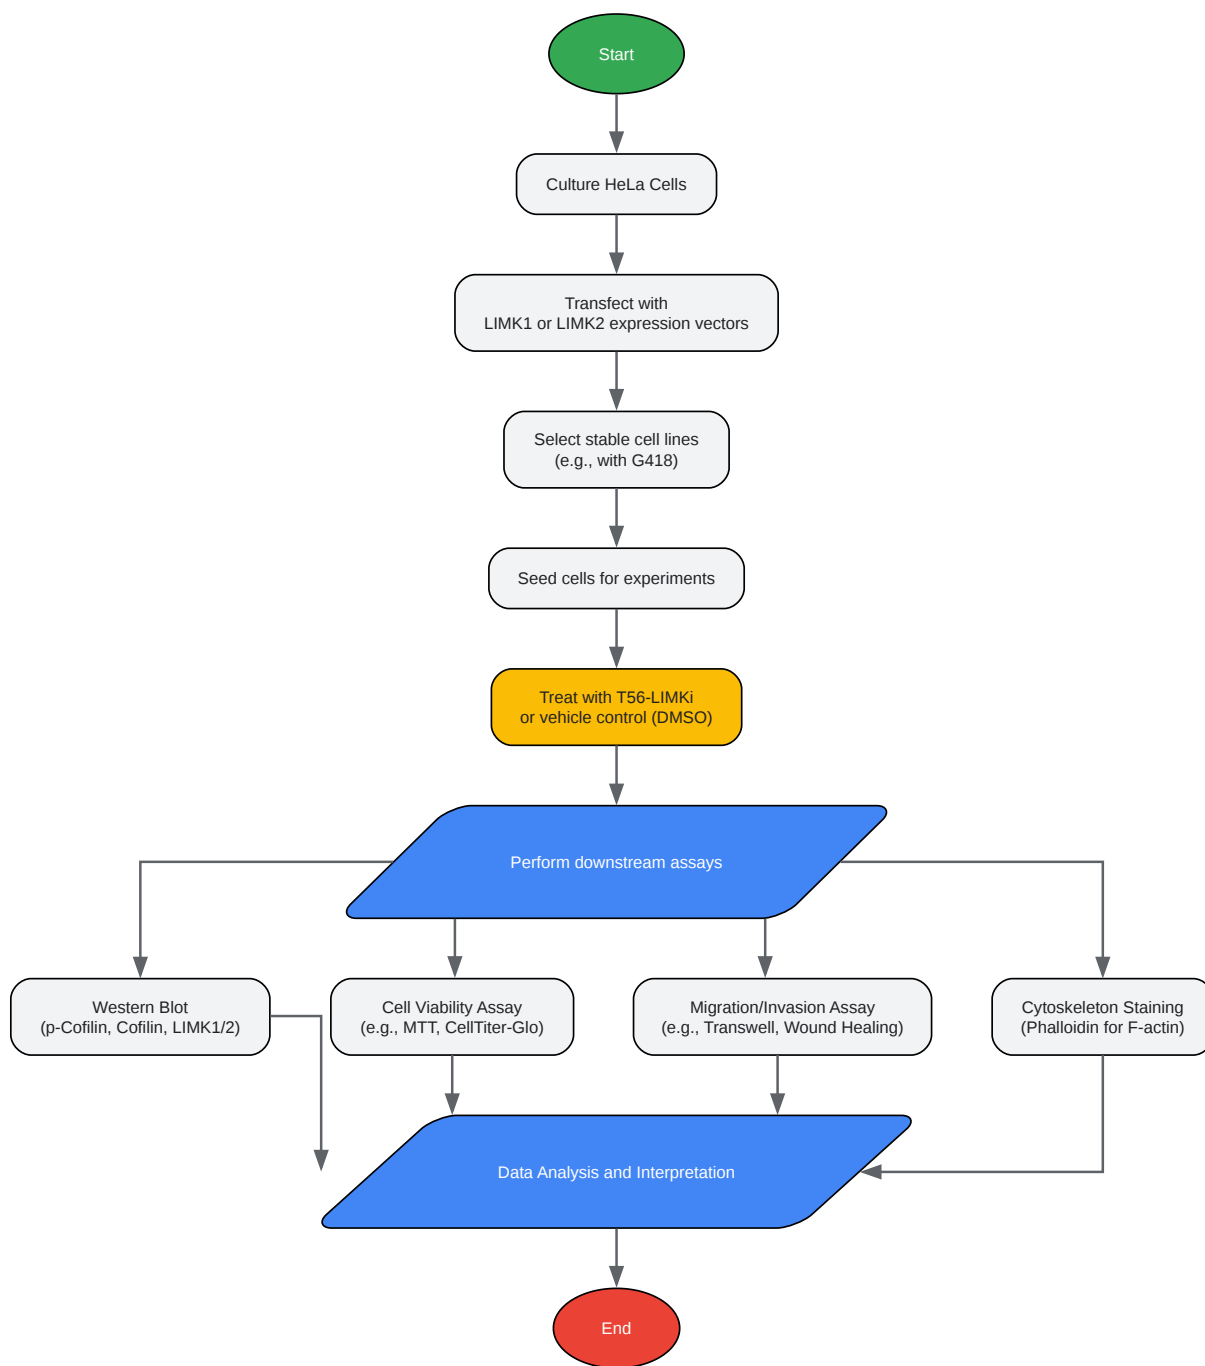 Start
Culture HeLa Cells
Transfect with
LIMK1 or LIMK2 expression vectors
Select stable cell lines
(e.g., with G418)
Seed cells for experiments
Treat with T56-LIMKi
or vehicle control (DMSO)
Perform downstream assays
Western Blot
(p-Cofilin, Cofilin, LIMK1/2)
Cell Viability Assay
(e.g., MTT, CellTiter-Glo)
Migration/Invasion Assay
(e.g., Transwell, Wound Healing)
Cytoskeleton Staining
(Phalloidin for F-actin)
Data Analysis and Interpretation
End